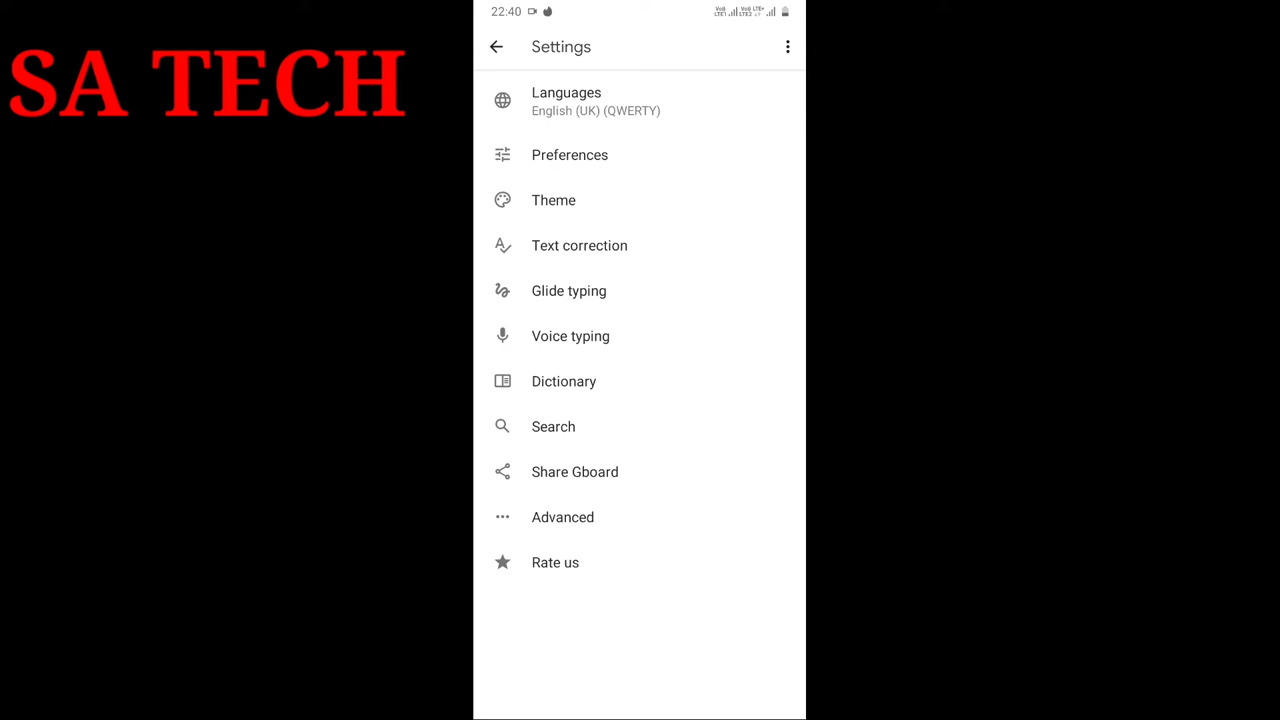 SA TECH
22:40
Settings
Languages
English (UK) (QWERTY)
Preferences
Theme
Text correction
Glide typing
Voice typing
Dictionary
Search
Share Gboard
Advanced
Rate us